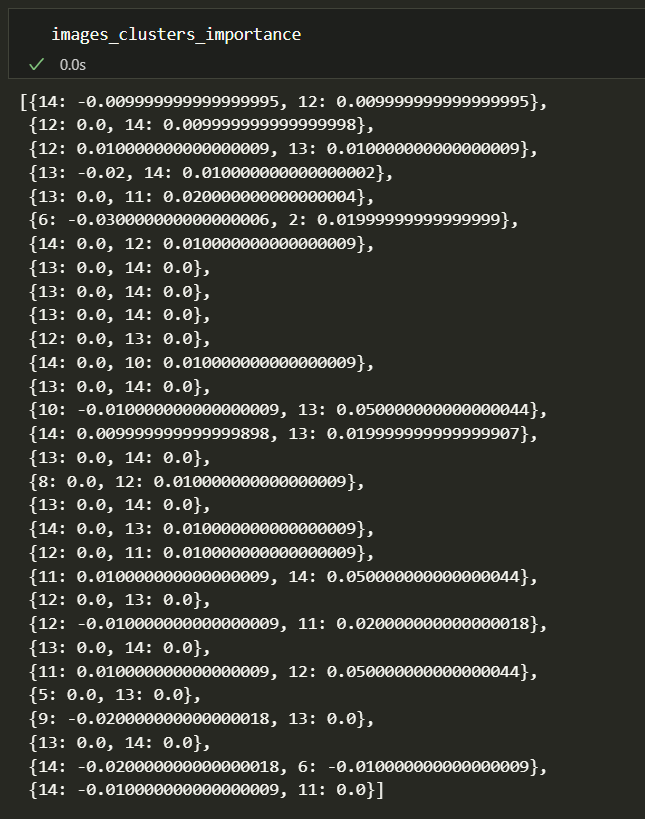 images_clusters_importance
0.0s
[{14: -0.009999999999999995, 12: 0.009999999999999995},
{12: 0.0, 14: 0.009999999999999998},
{12: 0.010000000000000009, 13: 0.010000000000000009},
{13: -0.02, 14: 0.010000000000000002},
{13: 0.0, 11: 0.020000000000000004},
{6: -0.030000000000000006, 2: 0.01999999999999999},
{14: 0.0, 12: 0.010000000000000009},
{13: 0.0, 14: 0.0},
{13: 0.0, 14: 0.0},
{13: 0.0, 14: 0.0},
{12: 0.0, 13: 0.0},
{14: 0.0, 10: 0.010000000000000009},
{13: 0.0, 14: 0.0},
{10: -0.010000000000000009, 13: 0.050000000000000044},
{14: 0.009999999999999898, 13: 0.019999999999999907},
{13: 0.0, 14: 0.0},
{8: 0.0, 12: 0.010000000000000009},
{13: 0.0, 14: 0.0},
{14: 0.0, 13: 0.010000000000000009},
{12: 0.0, 11: 0.010000000000000009},
{11: 0.010000000000000009, 14: 0.050000000000000044},
{12: 0.0, 13: 0.0},
{12: -0.010000000000000009, 11: 0.020000000000000018},
{13: 0.0, 14: 0.0},
{11: 0.010000000000000009, 12: 0.050000000000000044},
{5: 0.0, 13: 0.0},
{9: -0.020000000000000018, 13: 0.0},
{13: 0.0, 14: 0.0},
{14: -0.020000000000000018, 6: -0.010000000000000009},
{14: -0.010000000000000009, 11: 0.0}]